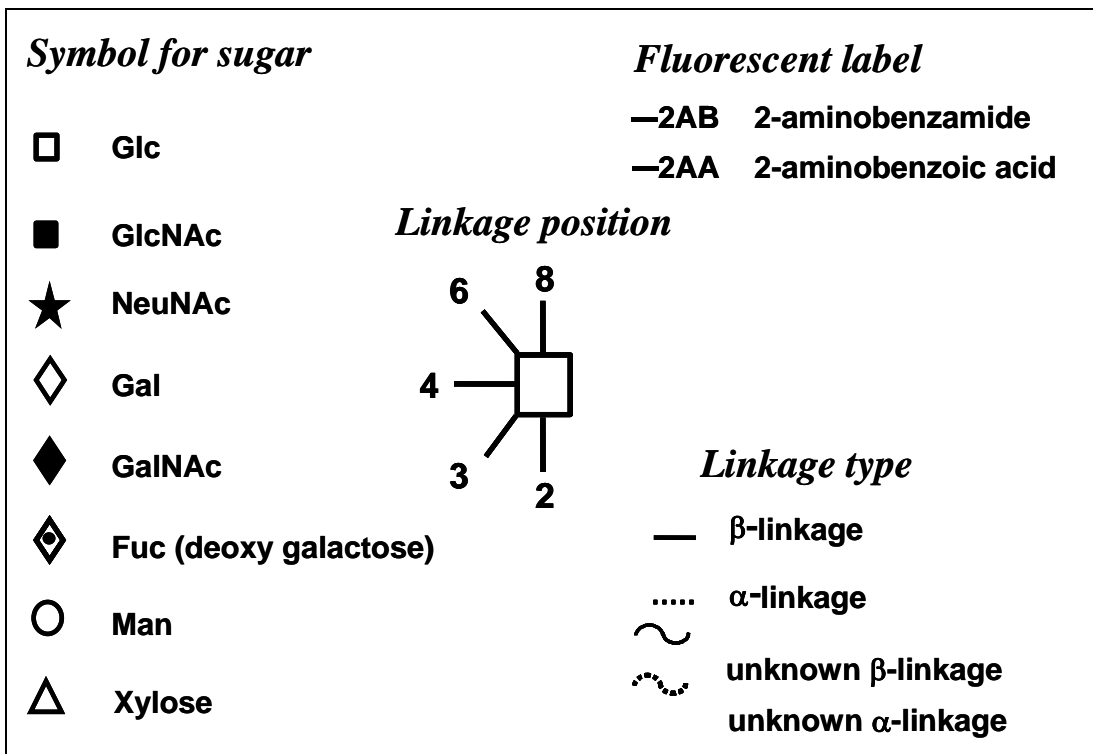 Symbol for sugar
Glc
GlcNAc
NeuNAc
Gal
GalNAc
Fuc (deoxy galactose)
Man
Xylose
Fluorescent label
—2AB 2-aminobenzamide
—2AA 2-aminobenzoic acid
Linkage position
8
6
4
3
2
Linkage type
β-linkage
α-linkage
unknown β-linkage
unknown α-linkage